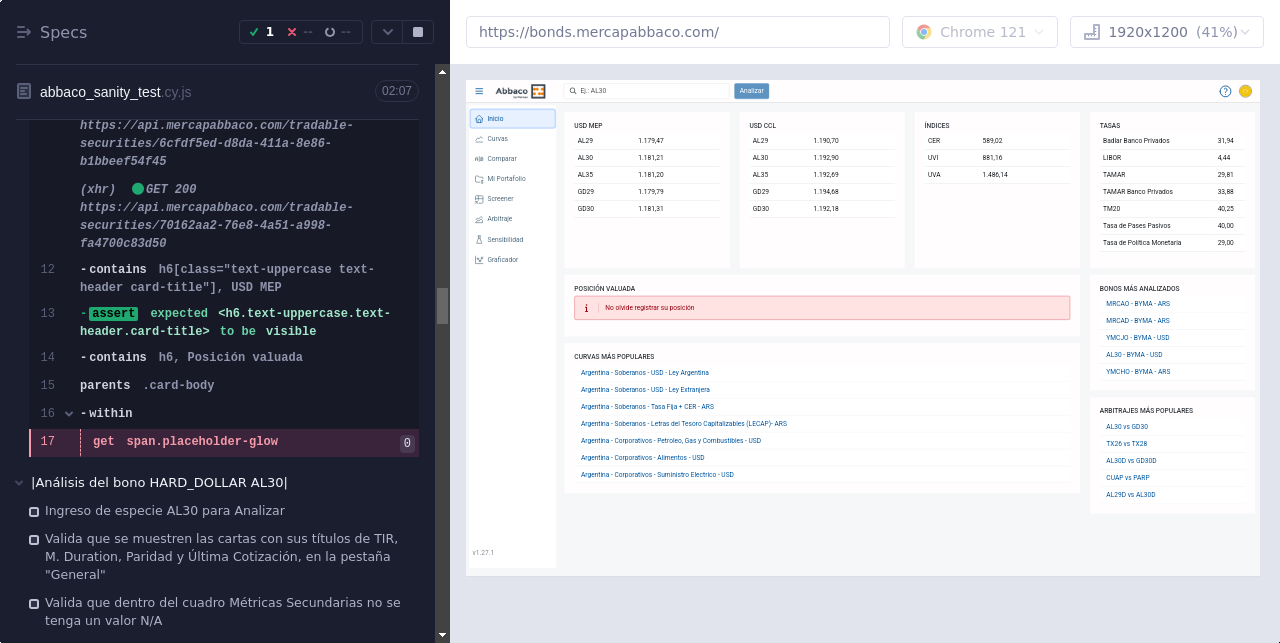 Specs
1
--
--
abbaco_sanity_test.cy.js
02:07
https://api.mercapabbaco.com/tradable-
securities/6cfdf5ed-d8da-411a-8e86-
b1bbeef54f45
(xhr) GET 200
https://api.mercapabbaco.com/tradable-
securities/70162aa2-76e8-4a51-a998-
fa4700c83d50
12 -contains h6[class="text-uppercase text-
header card-title"], USD MEP
13 -assert expected <h6.text-uppercase.text-
header.card-title> to be visible
14 -contains h6, Posición valuada
15 parents .card-body
16 -within
17 get span.placeholder-glow 0
|Análisis del bono HARD_DOLLAR AL30|
Ingreso de especie AL30 para Analizar
Valida que se muestren las cartas con sus títulos de TIR,
M. Duration, Paridad y Última Cotización, en la pestaña
"General"
Valida que dentro del cuadro Métricas Secundarias no se
tenga un valor N/A
https://bonds.mercapabbaco.com/
Chrome 121
1920x1200 (41%)
Abbaco
Ej.: AL30
Analizar
Inicio
Curvas
Comparar
Mi Portafolio
Screener
Arbitraje
Sensibilidad
Graficador
v1.27.1
USD MEP
AL29 1.179,47
AL30 1.181,21
AL35 1.181,20
GD29 1.179,79
GD30 1.181,31
USD CCL
AL29 1.190,70
AL30 1.192,90
AL35 1.192,69
GD29 1.194,68
GD30 1.192,18
ÍNDICES
CER 589,02
UVI 881,16
UVA 1.486,14
TASAS
Badlar Banco Privados 31,94
LIBOR 4,44
TAMAR 29,81
TAMAR Banco Privados 33,88
TM20 40,25
Tasa de Pases Pasivos 40,00
Tasa de Política Monetaria 29,00
POSICIÓN VALUADA
No olvide registrar su posición
CURVAS MÁS POPULARES
Argentina - Soberanos - USD - Ley Argentina
Argentina - Soberanos - USD - Ley Extranjera
Argentina - Soberanos - Tasa Fija + CER - ARS
Argentina - Soberanos - Letras del Tesoro Capitalizables (LECAP)- ARS
Argentina - Corporativos - Petroleo, Gas y Combustibles - USD
Argentina - Corporativos - Alimentos - USD
Argentina - Corporativos - Suministro Electrico - USD
BONOS MÁS ANALIZADOS
MRCAO - BYMA - ARS
MRCAD - BYMA - ARS
YMCJO - BYMA - USD
AL30 - BYMA - USD
YMCHO - BYMA - ARS
ARBITRAJES MÁS POPULARES
AL30 vs GD30
TX26 vs TX28
AL30D vs GD30D
CUAP vs PARP
AL29D vs AL30D